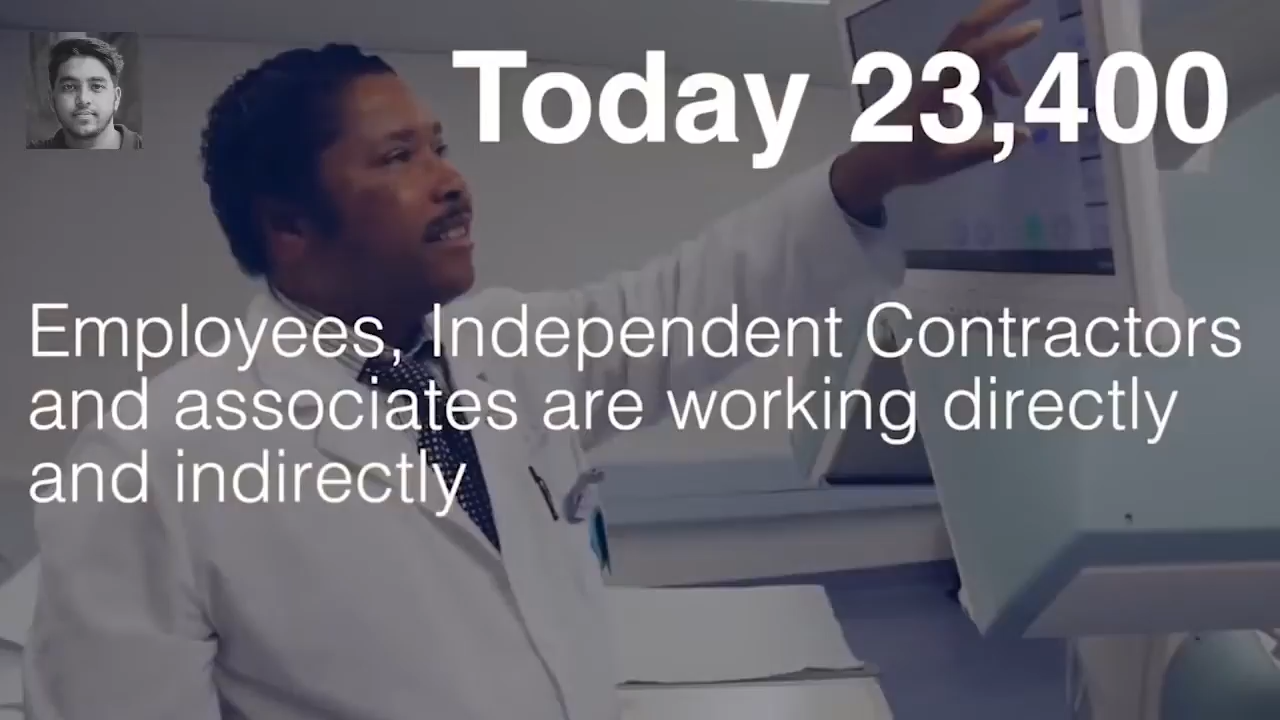 Today 23,400
Employees, Independent Contractors
and associates are working directly
and indirectly